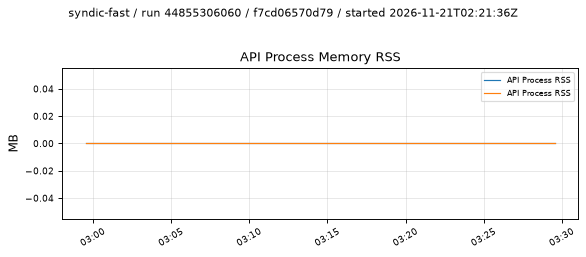 syndic-fast / run 44855306060 / f7cd06570d79 / started 2026-11-21T02:21:36Z
API Process Memory RSS
API Process RSS
API Process RSS
MB
0.04
0.02
0.00
−0.02
−0.04
03:00
03:05
03:10
03:15
03:20
03:25
03:30